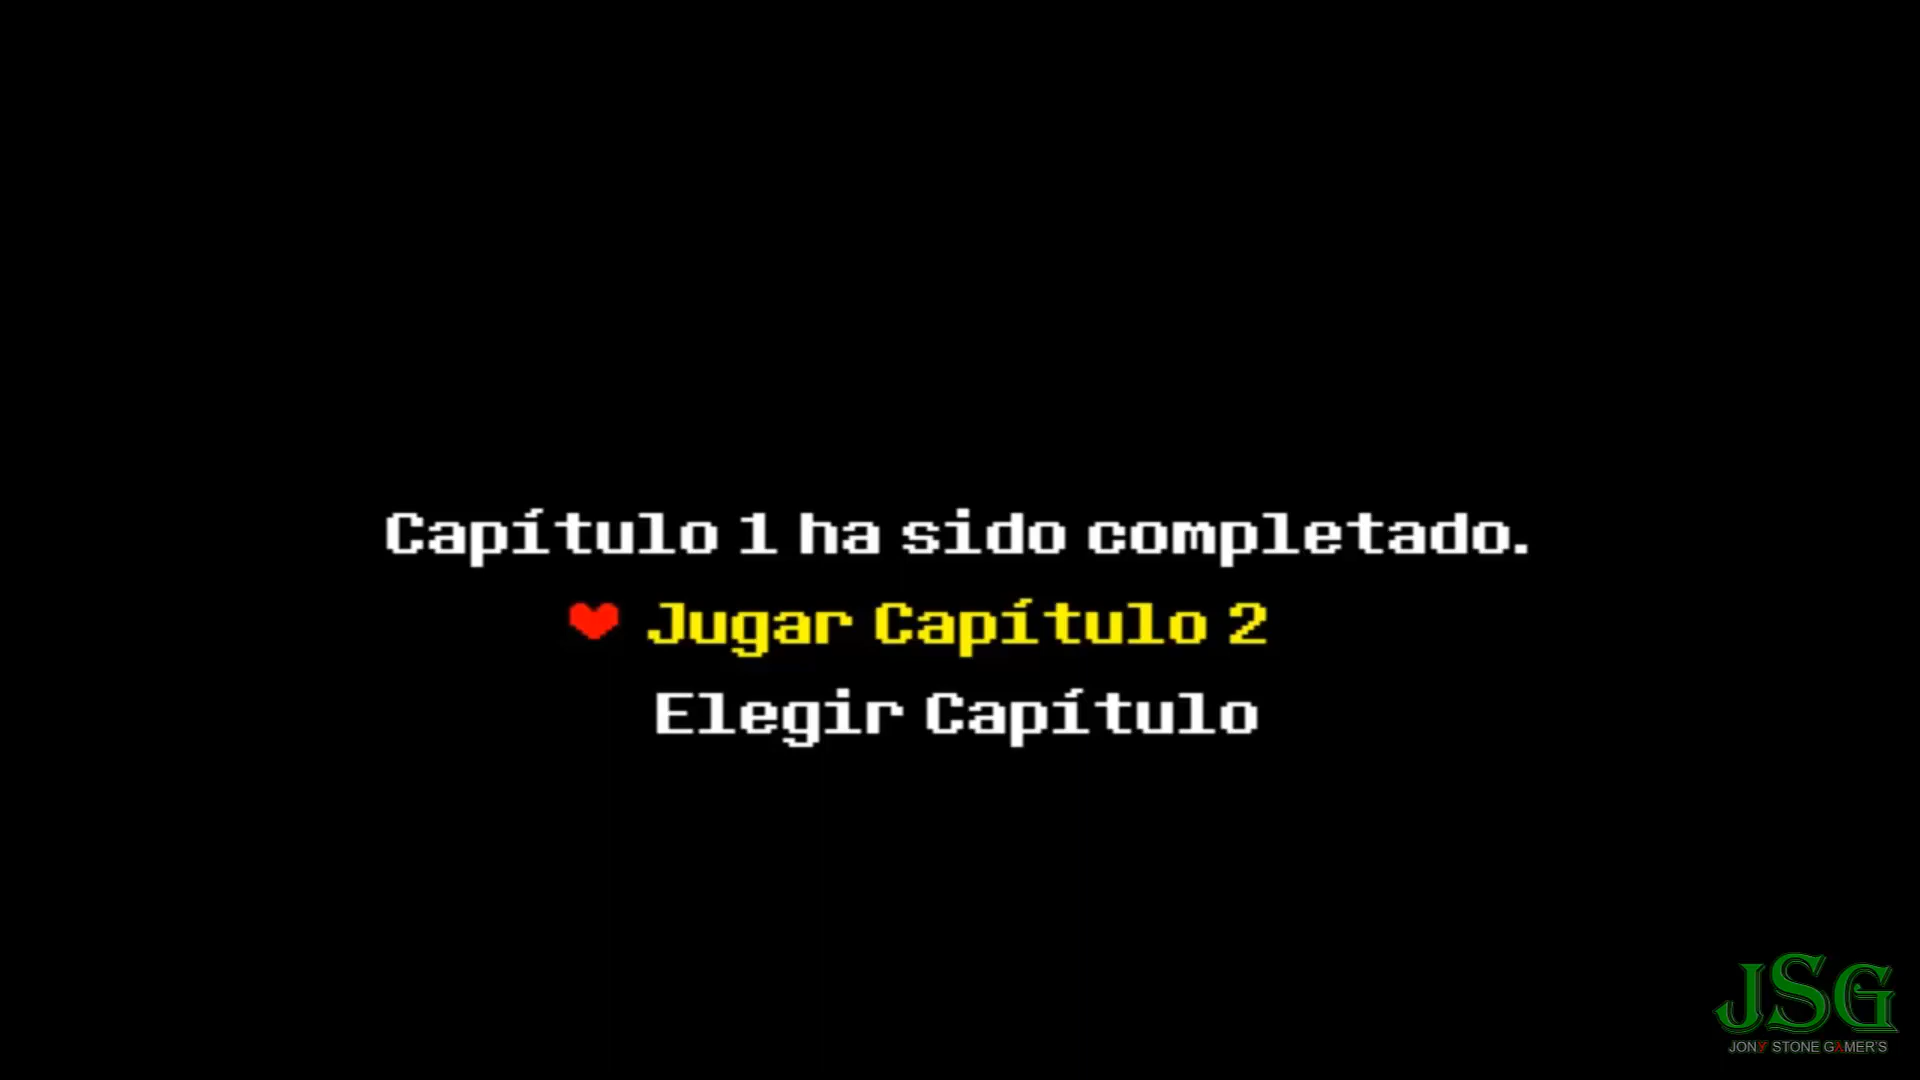 Capítulo 1 ha sido completado.
Jugar Capítulo 2
Elegir Capítulo
JSG
JONY STONE GAMER'S